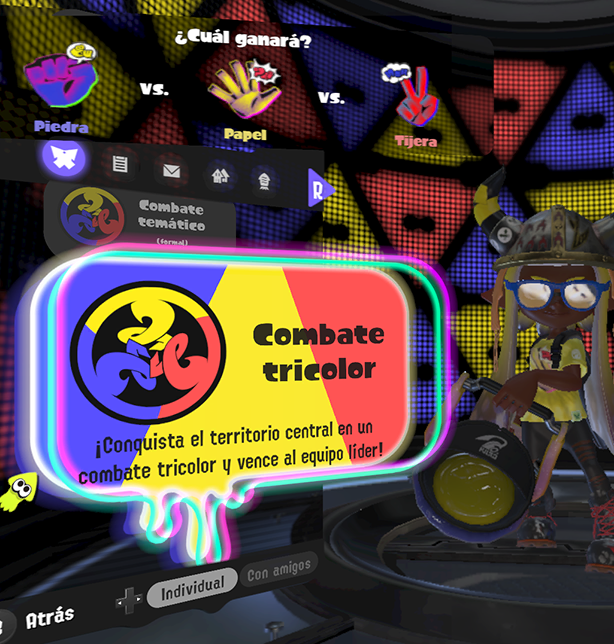 ¿Cuál ganará?
vs.
vs.
Piedra
Papel
Tijera
R
Combate
temático
(formal)
Combate
tricolor
¡Conquista el territorio central en un
combate tricolor y vence al equipo líder!
Atrás
Individual
Con amigos